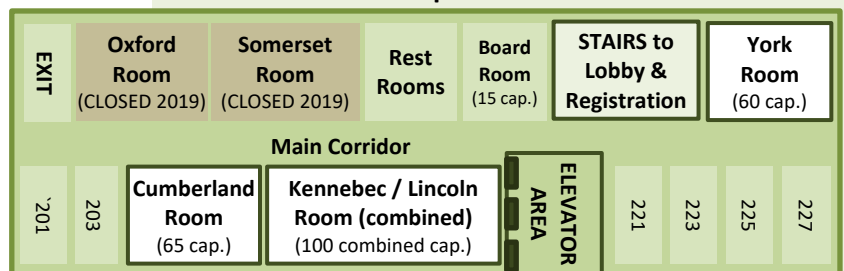 EXIT
Oxford
Room
(CLOSED 2019)
Somerset
Room
(CLOSED 2019)
Rest
Rooms
Board
Room
(15 cap.)
STAIRS to
Lobby &
Registration
York
Room
(60 cap.)
Main Corridor
`201
203
Cumberland
Room
(65 cap.)
Kennebec / Lincoln
Room (combined)
(100 combined cap.)
ELEVATOR
AREA
221
223
225
227